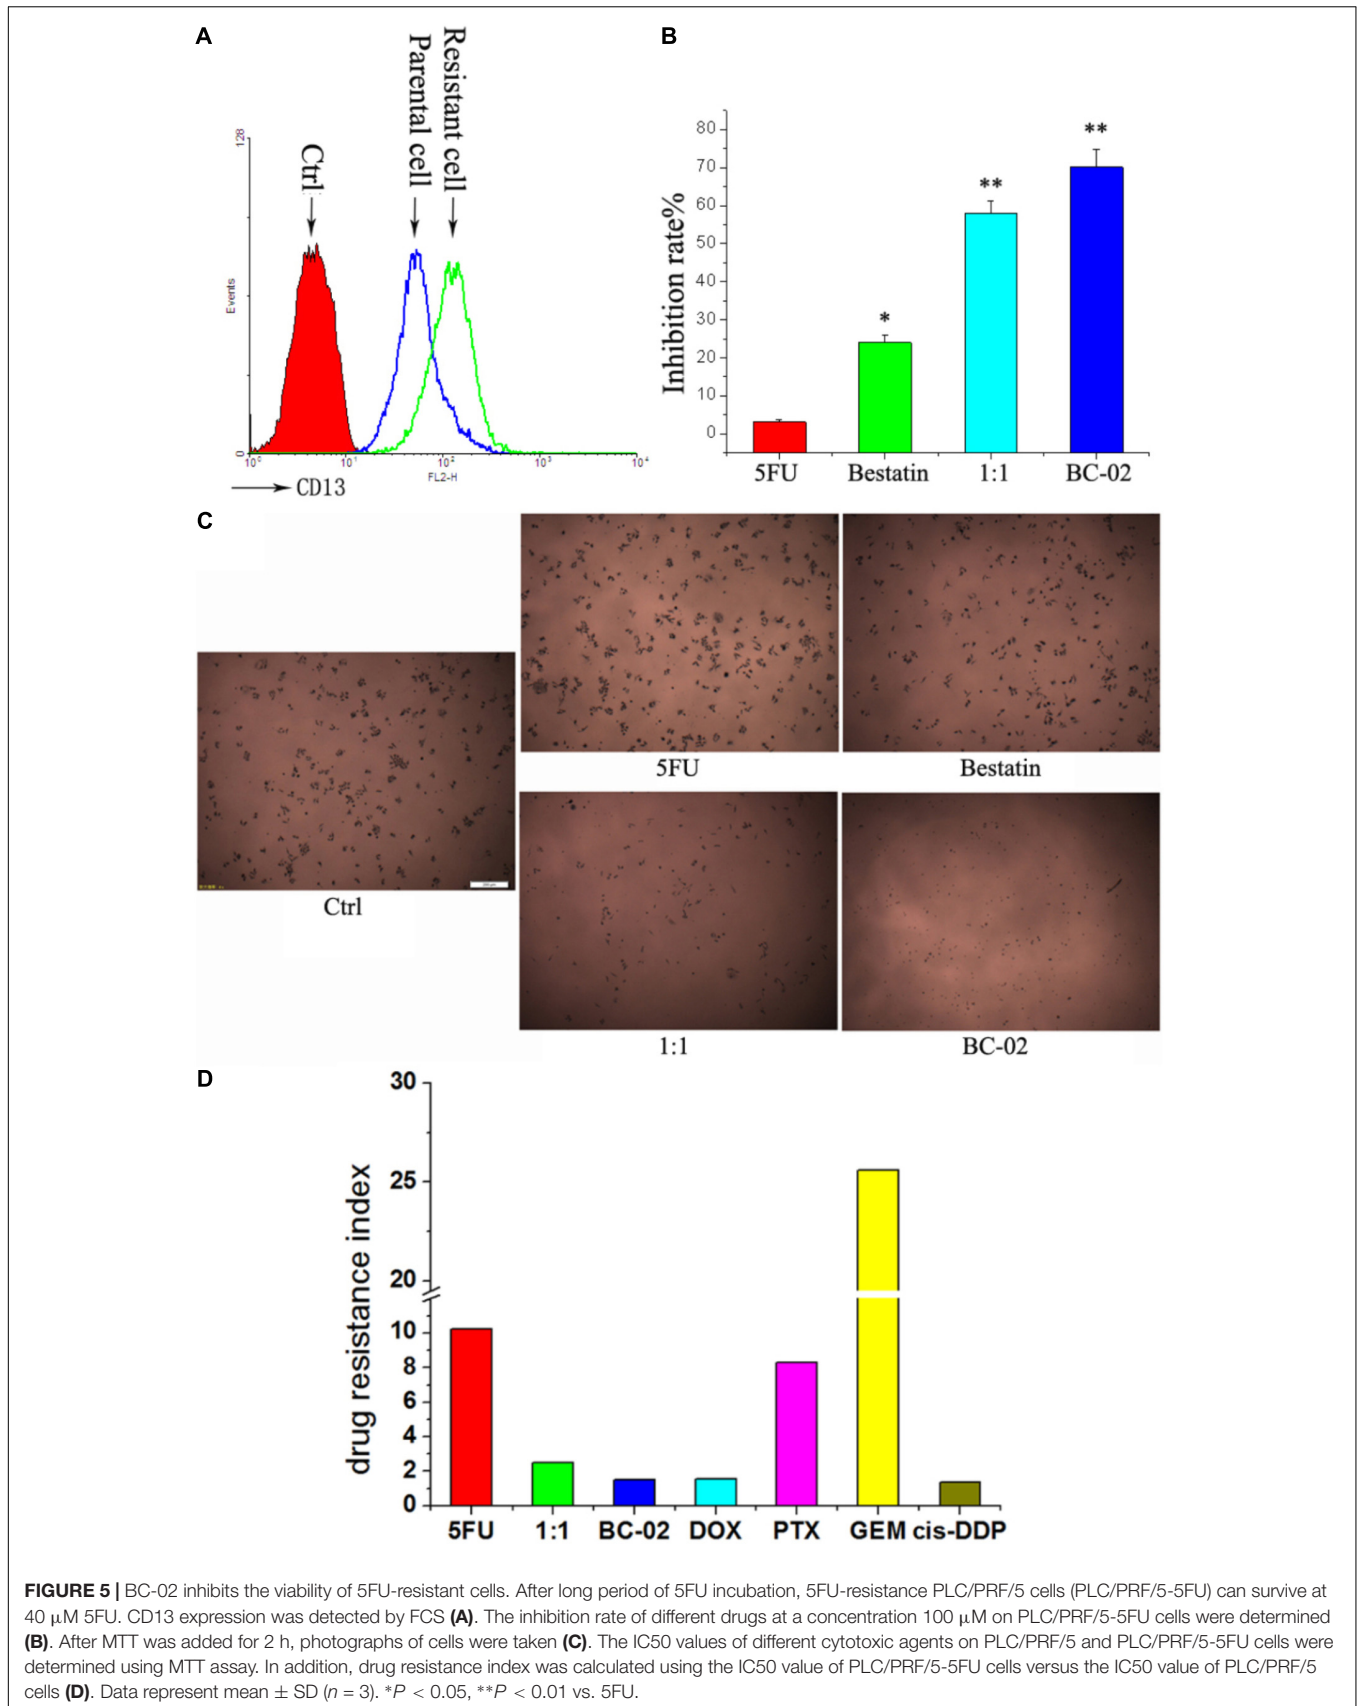 A
Resistant cell
Parental cell
Ctrl
128
Events
0
10⁰
10¹
10²
10³
10⁴
FL2-H
CD13
B
Inhibition rate%
80
70
60
50
40
30
20
10
0
*
**
**
5FU
Bestatin
1:1
BC-02
C
Ctrl
5FU
Bestatin
1:1
BC-02
D
drug resistance index
30
25
20
10
8
6
4
2
0
5FU
1:1
BC-02
DOX
PTX
GEM
cis-DDP
FIGURE 5 | BC-02 inhibits the viability of 5FU-resistant cells. After long period of 5FU incubation, 5FU-resistance PLC/PRF/5 cells (PLC/PRF/5-5FU) can survive at
40 μM 5FU. CD13 expression was detected by FCS (A). The inhibition rate of different drugs at a concentration 100 μM on PLC/PRF/5-5FU cells were determined
(B). After MTT was added for 2 h, photographs of cells were taken (C). The IC50 values of different cytotoxic agents on PLC/PRF/5 and PLC/PRF/5-5FU cells were
determined using MTT assay. In addition, drug resistance index was calculated using the IC50 value of PLC/PRF/5-5FU cells versus the IC50 value of PLC/PRF/5
cells (D). Data represent mean ± SD (n = 3). *P < 0.05, **P < 0.01 vs. 5FU.